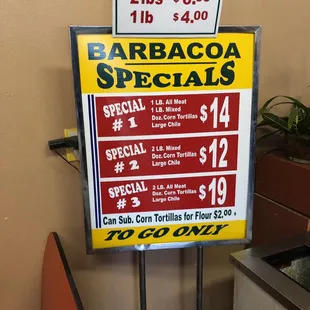 2lbs
1lb $4.00
BARBACOA
SPECIALS
SPECIAL # 1
1 LB. All Meat
1 LB. Mixed
Doz. Corn Tortillas
Large Chile
$14
SPECIAL # 2
2 LB. Mixed
Doz. Corn Tortillas
Large Chile
$12
SPECIAL # 3
2 LB. All Meat
Doz. Corn Tortillas
Large Chile
$19
Can Sub. Corn Tortillas for Flour $2.00
TO GO ONLY